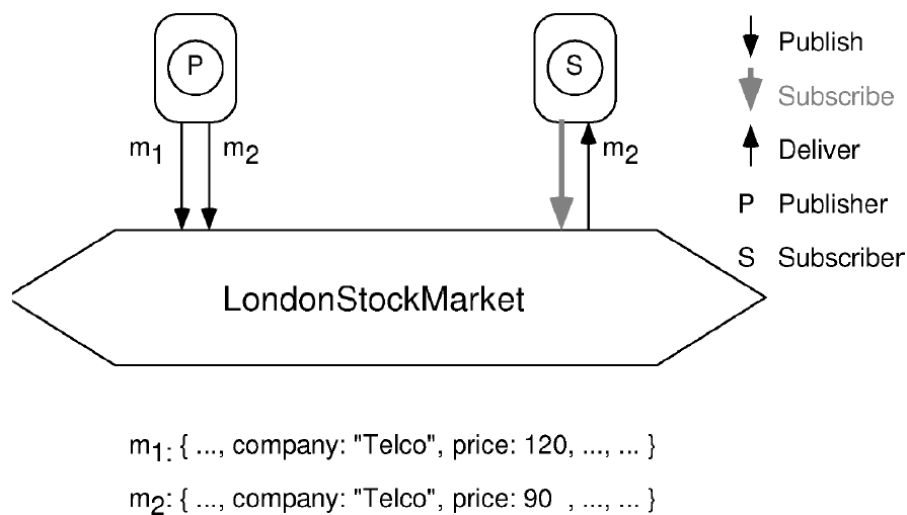 P
S
m1
m2
m2
Publish
Subscribe
Deliver
P Publisher
S Subscriber
LondonStockMarket
m1: { ..., company: "Telco", price: 120, ..., ... }
m2: { ..., company: "Telco", price: 90 , ..., ... }